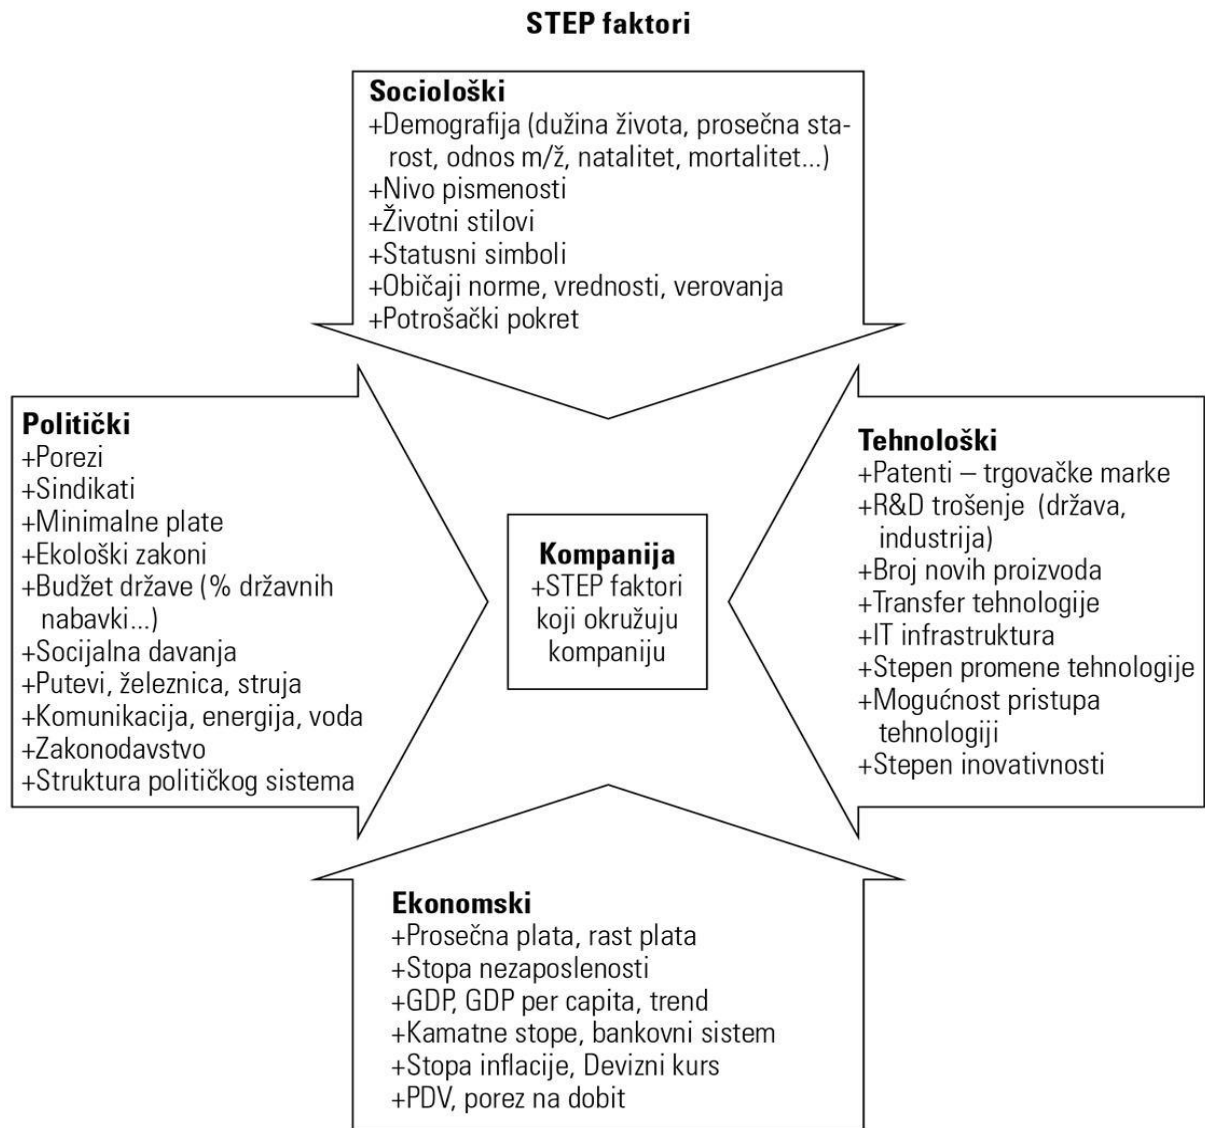 STEP faktori
Sociološki
+Demografija (dužina života, prosečna sta-
rost, odnos m/ž, natalitet, mortalitet...)
+Nivo pismenosti
+Životni stilovi
+Statusni simboli
+Običaji norme, vrednosti, verovanja
+Potrošački pokret
Politički
+Porezi
+Sindikati
+Minimalne plate
+Ekološki zakoni
+Budžet države (% državnih
nabavki...)
+Socijalna davanja
+Putevi, železnica, struja
+Komunikacija, energija, voda
+Zakonodavstvo
+Struktura političkog sistema
Kompanija
+STEP faktori
koji okružuju
kompaniju
Tehnološki
+Patenti – trgovačke marke
+R&D trošenje (država,
industrija)
+Broj novih proizvoda
+Transfer tehnologije
+IT infrastruktura
+Stepen promene tehnologije
+Mogućnost pristupa
tehnologiji
+Stepen inovativnosti
Ekonomski
+Prosečna plata, rast plata
+Stopa nezaposlenosti
+GDP, GDP per capita, trend
+Kamatne stope, bankovni sistem
+Stopa inflacije, Devizni kurs
+PDV, porez na dobit